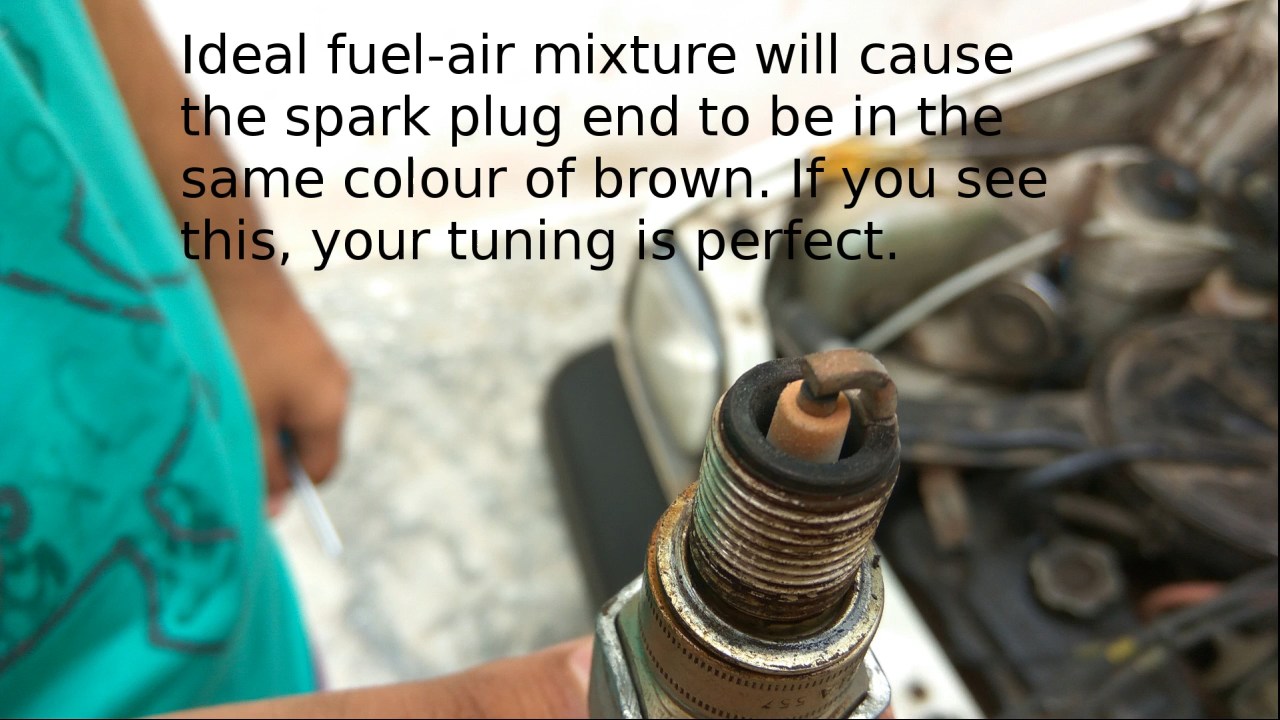 Ideal fuel-air mixture will cause
the spark plug end to be in the
same colour of brown. If you see
this, your tuning is perfect.